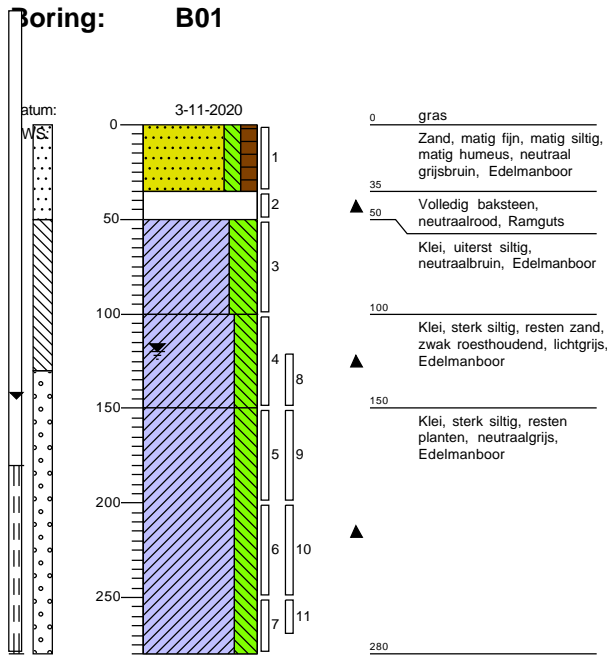 Boring: B01
atum: 3-11-2020
WS:
0
50
100
150
200
250
1
2
3
4
8
5
9
6
10
7
11
0 gras
Zand, matig fijn, matig siltig,
matig humeus, neutraal
grijsbruin, Edelmanboor
35
Volledig baksteen,
neutraalrood, Ramguts
50
Klei, uiterst siltig,
neutraalbruin, Edelmanboor
100
Klei, sterk siltig, resten zand,
zwak roesthoudend, lichtgrijs,
Edelmanboor
150
Klei, sterk siltig, resten
planten, neutraalgrijs,
Edelmanboor
280